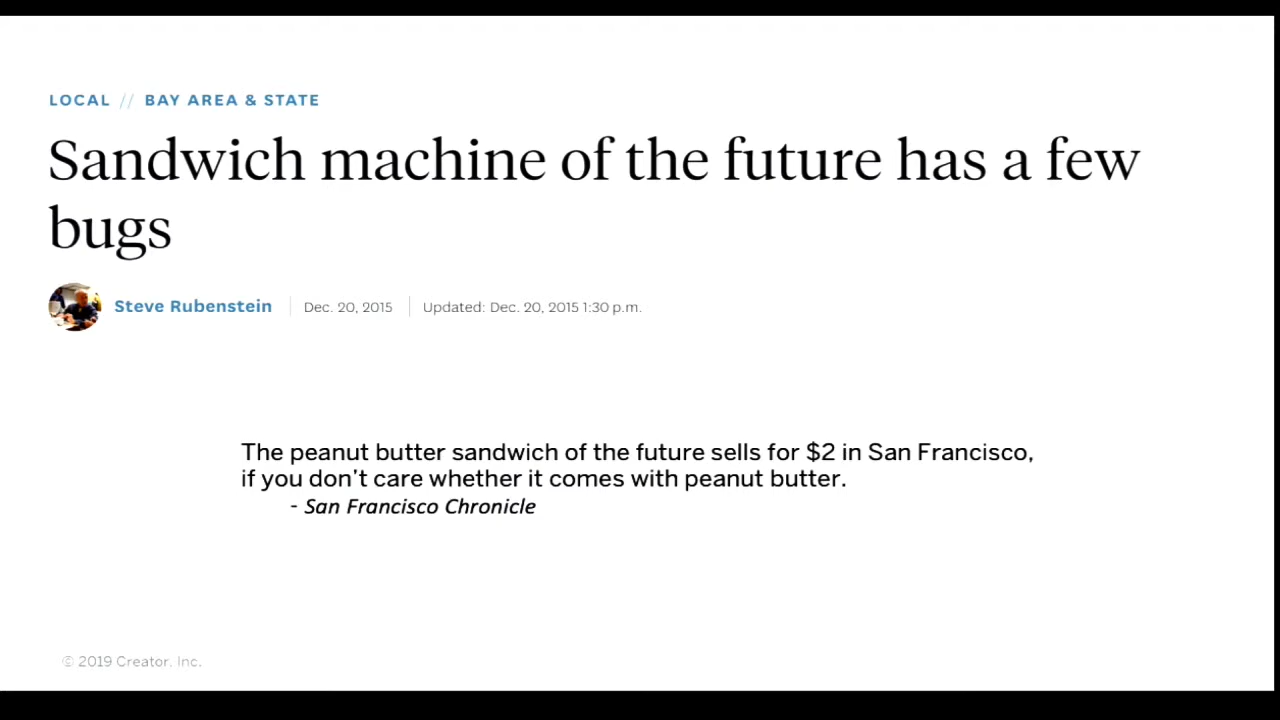 LOCAL // BAY AREA & STATE
Sandwich machine of the future has a few
bugs
Steve Rubenstein | Dec. 20, 2015 | Updated: Dec. 20, 2015 1:30 p.m.
The peanut butter sandwich of the future sells for $2 in San Francisco,
if you don't care whether it comes with peanut butter.
- San Francisco Chronicle
© 2019 Creator, Inc.